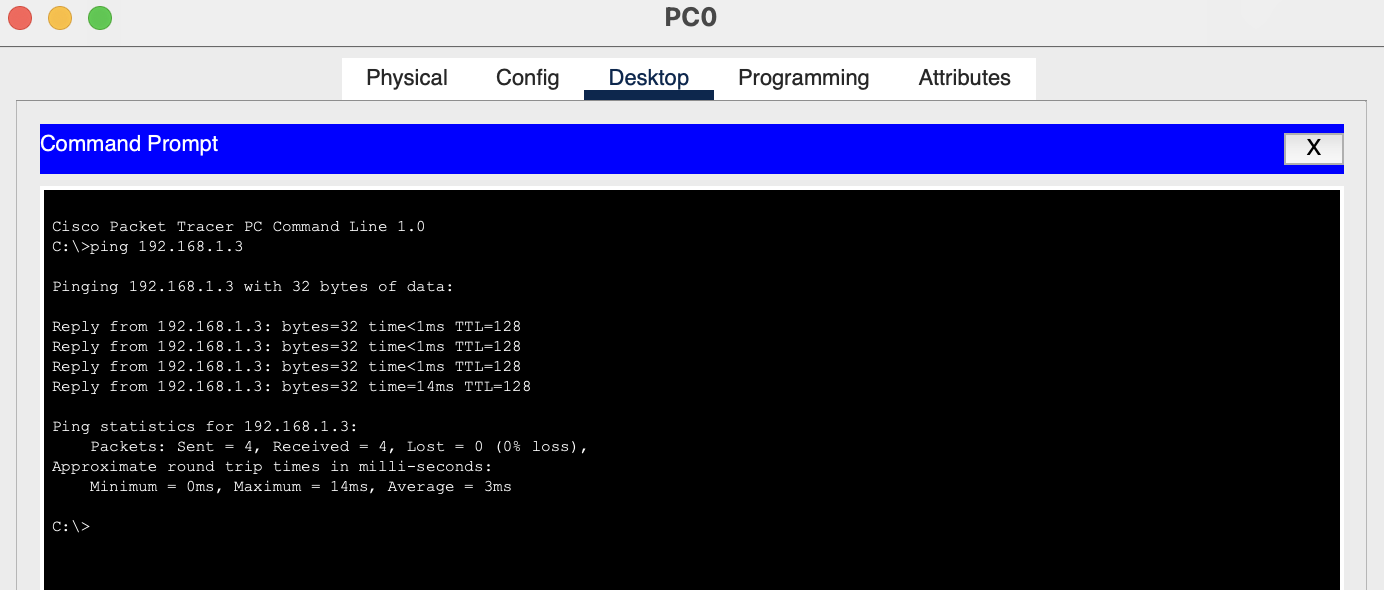 PC0
Physical Config Desktop Programming Attributes
Command Prompt X
Cisco Packet Tracer PC Command Line 1.0
C:\>ping 192.168.1.3
Pinging 192.168.1.3 with 32 bytes of data:
Reply from 192.168.1.3: bytes=32 time<1ms TTL=128
Reply from 192.168.1.3: bytes=32 time<1ms TTL=128
Reply from 192.168.1.3: bytes=32 time<1ms TTL=128
Reply from 192.168.1.3: bytes=32 time=14ms TTL=128
Ping statistics for 192.168.1.3:
    Packets: Sent = 4, Received = 4, Lost = 0 (0% loss),
Approximate round trip times in milli-seconds:
    Minimum = 0ms, Maximum = 14ms, Average = 3ms
C:\>